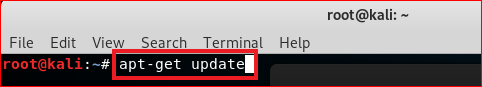 root@kali: ~
File Edit View Search Terminal Help
root@kali:~# apt-get update